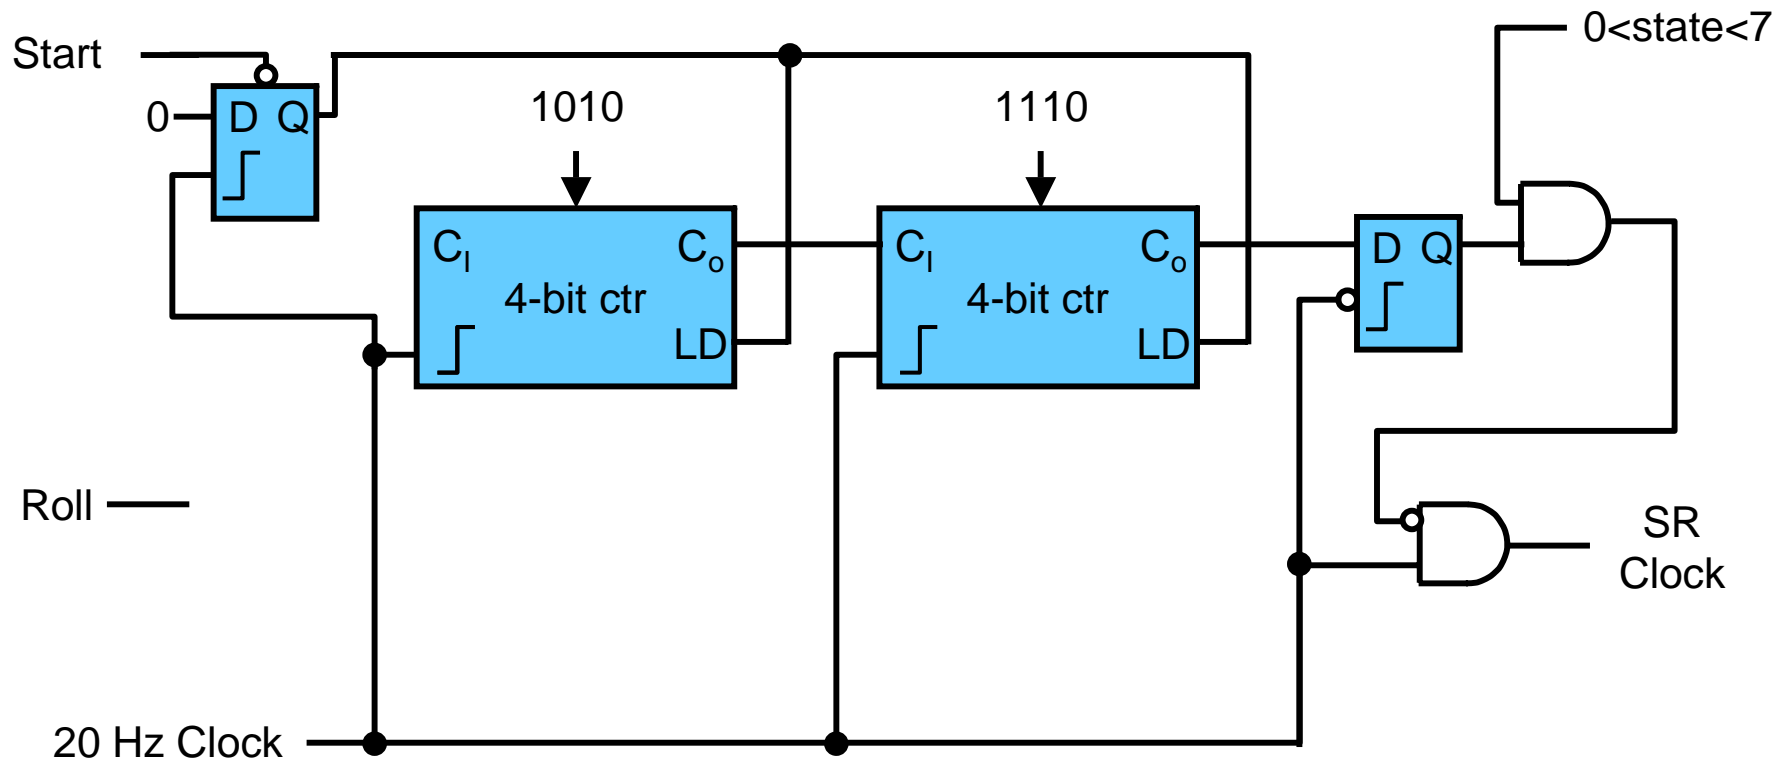 Start
0<state<7
0
D Q
1010
1110
C_I C_o
4-bit ctr
LD
C_I C_o
4-bit ctr
LD
D Q
Roll
SR
Clock
20 Hz Clock